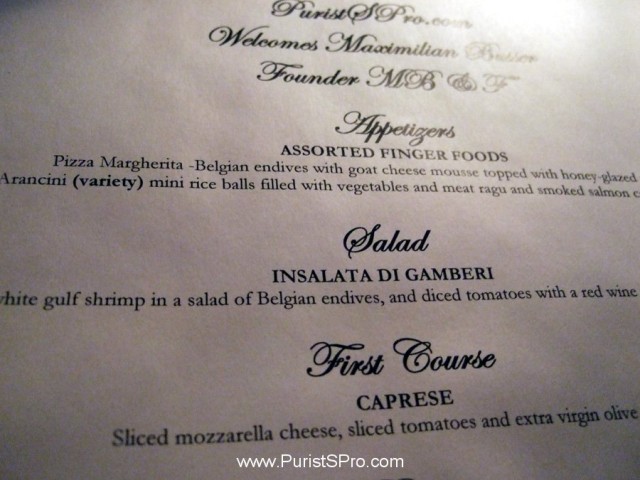 PuristSPro.com
Welcomes Maximilian Busser
Founder MB & F
Appetizers
ASSORTED FINGER FOODS
Pizza Margherita -Belgian endives with goat cheese mousse topped with honey-glazed
Arancini (variety) mini rice balls filled with vegetables and meat ragu and smoked salmon c
Salad
INSALATA DI GAMBERI
white gulf shrimp in a salad of Belgian endives, and diced tomatoes with a red wine
First Course
CAPRESE
Sliced mozzarella cheese, sliced tomatoes and extra virgin olive
www.PuristSPro.com